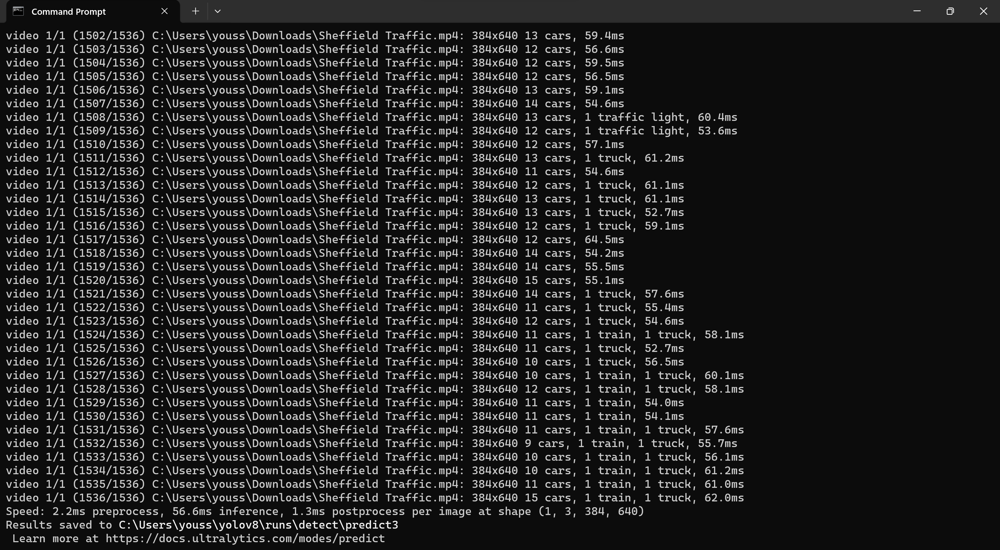 Command Prompt
video 1/1 (1502/1536) C:\Users\youss\Downloads\Sheffield Traffic.mp4: 384x640 13 cars, 59.4ms
video 1/1 (1503/1536) C:\Users\youss\Downloads\Sheffield Traffic.mp4: 384x640 12 cars, 56.6ms
video 1/1 (1504/1536) C:\Users\youss\Downloads\Sheffield Traffic.mp4: 384x640 12 cars, 59.5ms
video 1/1 (1505/1536) C:\Users\youss\Downloads\Sheffield Traffic.mp4: 384x640 12 cars, 56.5ms
video 1/1 (1506/1536) C:\Users\youss\Downloads\Sheffield Traffic.mp4: 384x640 13 cars, 59.1ms
video 1/1 (1507/1536) C:\Users\youss\Downloads\Sheffield Traffic.mp4: 384x640 14 cars, 54.6ms
video 1/1 (1508/1536) C:\Users\youss\Downloads\Sheffield Traffic.mp4: 384x640 13 cars, 1 traffic light, 60.4ms
video 1/1 (1509/1536) C:\Users\youss\Downloads\Sheffield Traffic.mp4: 384x640 12 cars, 1 traffic light, 53.6ms
video 1/1 (1510/1536) C:\Users\youss\Downloads\Sheffield Traffic.mp4: 384x640 12 cars, 57.1ms
video 1/1 (1511/1536) C:\Users\youss\Downloads\Sheffield Traffic.mp4: 384x640 13 cars, 1 truck, 61.2ms
video 1/1 (1512/1536) C:\Users\youss\Downloads\Sheffield Traffic.mp4: 384x640 11 cars, 54.6ms
video 1/1 (1513/1536) C:\Users\youss\Downloads\Sheffield Traffic.mp4: 384x640 12 cars, 1 truck, 61.1ms
video 1/1 (1514/1536) C:\Users\youss\Downloads\Sheffield Traffic.mp4: 384x640 13 cars, 1 truck, 61.1ms
video 1/1 (1515/1536) C:\Users\youss\Downloads\Sheffield Traffic.mp4: 384x640 13 cars, 1 truck, 52.7ms
video 1/1 (1516/1536) C:\Users\youss\Downloads\Sheffield Traffic.mp4: 384x640 12 cars, 1 truck, 59.1ms
video 1/1 (1517/1536) C:\Users\youss\Downloads\Sheffield Traffic.mp4: 384x640 12 cars, 64.5ms
video 1/1 (1518/1536) C:\Users\youss\Downloads\Sheffield Traffic.mp4: 384x640 14 cars, 54.2ms
video 1/1 (1519/1536) C:\Users\youss\Downloads\Sheffield Traffic.mp4: 384x640 14 cars, 55.5ms
video 1/1 (1520/1536) C:\Users\youss\Downloads\Sheffield Traffic.mp4: 384x640 15 cars, 55.1ms
video 1/1 (1521/1536) C:\Users\youss\Downloads\Sheffield Traffic.mp4: 384x640 14 cars, 1 truck, 57.6ms
video 1/1 (1522/1536) C:\Users\youss\Downloads\Sheffield Traffic.mp4: 384x640 11 cars, 1 truck, 55.4ms
video 1/1 (1523/1536) C:\Users\youss\Downloads\Sheffield Traffic.mp4: 384x640 12 cars, 1 truck, 54.6ms
video 1/1 (1524/1536) C:\Users\youss\Downloads\Sheffield Traffic.mp4: 384x640 11 cars, 1 train, 1 truck, 58.1ms
video 1/1 (1525/1536) C:\Users\youss\Downloads\Sheffield Traffic.mp4: 384x640 11 cars, 1 truck, 52.7ms
video 1/1 (1526/1536) C:\Users\youss\Downloads\Sheffield Traffic.mp4: 384x640 10 cars, 1 truck, 56.5ms
video 1/1 (1527/1536) C:\Users\youss\Downloads\Sheffield Traffic.mp4: 384x640 10 cars, 1 train, 1 truck, 60.1ms
video 1/1 (1528/1536) C:\Users\youss\Downloads\Sheffield Traffic.mp4: 384x640 12 cars, 1 train, 1 truck, 58.1ms
video 1/1 (1529/1536) C:\Users\youss\Downloads\Sheffield Traffic.mp4: 384x640 11 cars, 1 train, 54.0ms
video 1/1 (1530/1536) C:\Users\youss\Downloads\Sheffield Traffic.mp4: 384x640 11 cars, 1 train, 54.1ms
video 1/1 (1531/1536) C:\Users\youss\Downloads\Sheffield Traffic.mp4: 384x640 11 cars, 1 train, 1 truck, 57.6ms
video 1/1 (1532/1536) C:\Users\youss\Downloads\Sheffield Traffic.mp4: 384x640 9 cars, 1 train, 1 truck, 55.7ms
video 1/1 (1533/1536) C:\Users\youss\Downloads\Sheffield Traffic.mp4: 384x640 10 cars, 1 train, 1 truck, 56.1ms
video 1/1 (1534/1536) C:\Users\youss\Downloads\Sheffield Traffic.mp4: 384x640 10 cars, 1 train, 1 truck, 61.2ms
video 1/1 (1535/1536) C:\Users\youss\Downloads\Sheffield Traffic.mp4: 384x640 11 cars, 1 train, 1 truck, 61.0ms
video 1/1 (1536/1536) C:\Users\youss\Downloads\Sheffield Traffic.mp4: 384x640 15 cars, 1 train, 1 truck, 62.0ms
Speed: 2.2ms preprocess, 56.6ms inference, 1.3ms postprocess per image at shape (1, 3, 384, 640)
Results saved to C:\Users\youss\yolov8\runs\detect\predict3
Learn more at https://docs.ultralytics.com/modes/predict